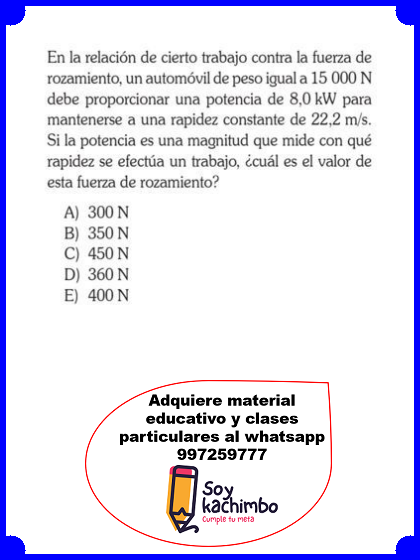 En la relación de cierto trabajo contra la fuerza de
rozamiento, un automóvil de peso igual a 15 000 N
debe proporcionar una potencia de 8,0 kW para
mantenerse a una rapidez constante de 22,2 m/s.
Si la potencia es una magnitud que mide con qué
rapidez se efectúa un trabajo, ¿cuál es el valor de
esta fuerza de rozamiento?
A) 300 N
B) 350 N
C) 450 N
D) 360 N
E) 400 N
Adquiere material
educativo y clases
particulares al whatsapp
997259777
Soy
kachimbo
Cumple tu meta